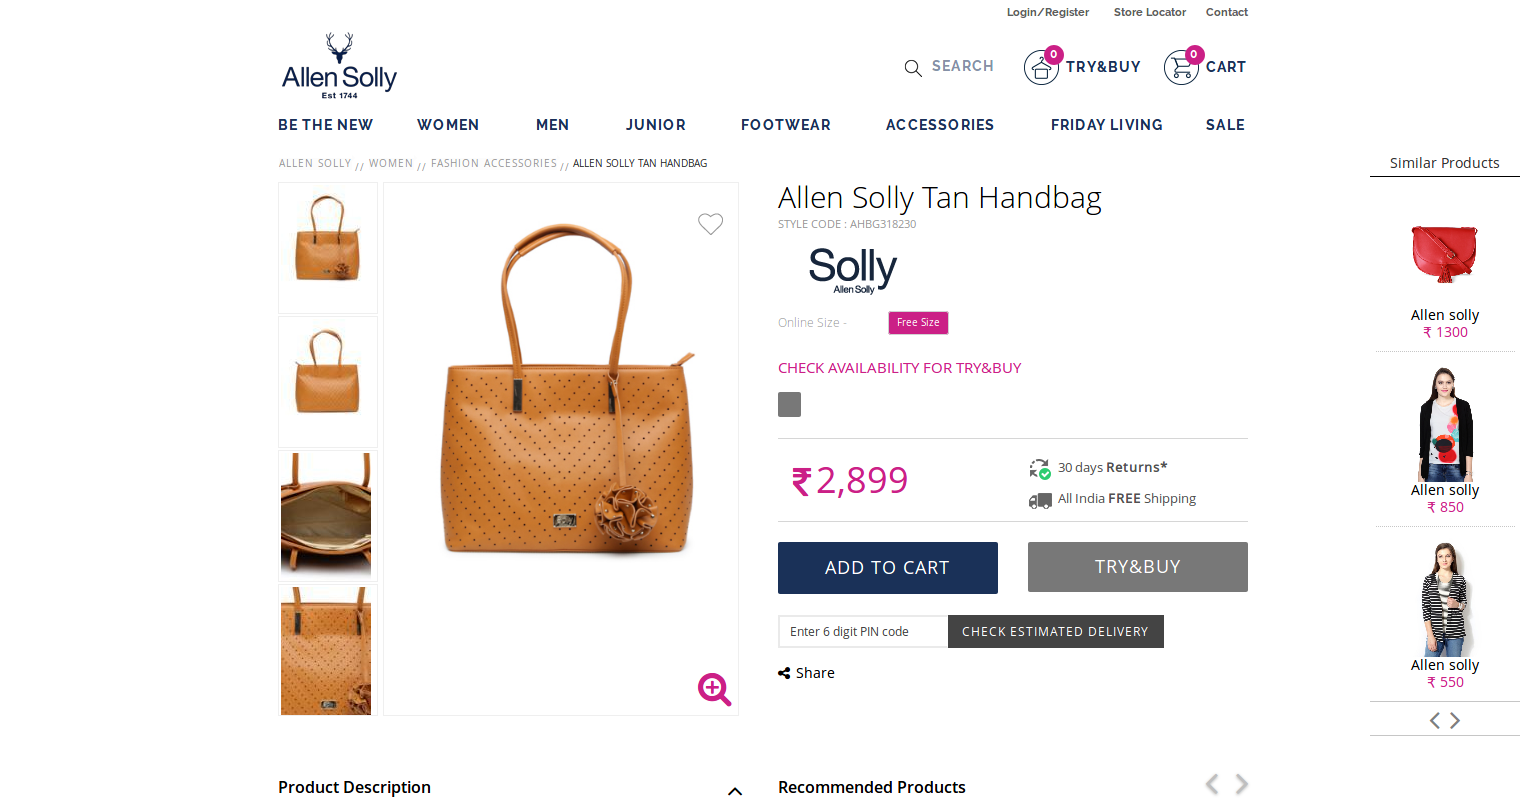 Login/Register Store Locator Contact
Allen Solly
Est 1744
SEARCH 0 TRY&BUY 0 CART
BE THE NEW WOMEN MEN JUNIOR FOOTWEAR ACCESSORIES FRIDAY LIVING SALE
ALLEN SOLLY // WOMEN // FASHION ACCESSORIES // ALLEN SOLLY TAN HANDBAG
Allen Solly Tan Handbag
STYLE CODE : AHBG318230
Solly
Allen Solly
Online Size - Free Size
CHECK AVAILABILITY FOR TRY&BUY
₹2,899
30 days Returns*
All India FREE Shipping
ADD TO CART TRY&BUY
Enter 6 digit PIN code CHECK ESTIMATED DELIVERY
Share
Similar Products
Allen solly
₹ 1300
Allen solly
₹ 850
Allen solly
₹ 550
Product Description
Recommended Products